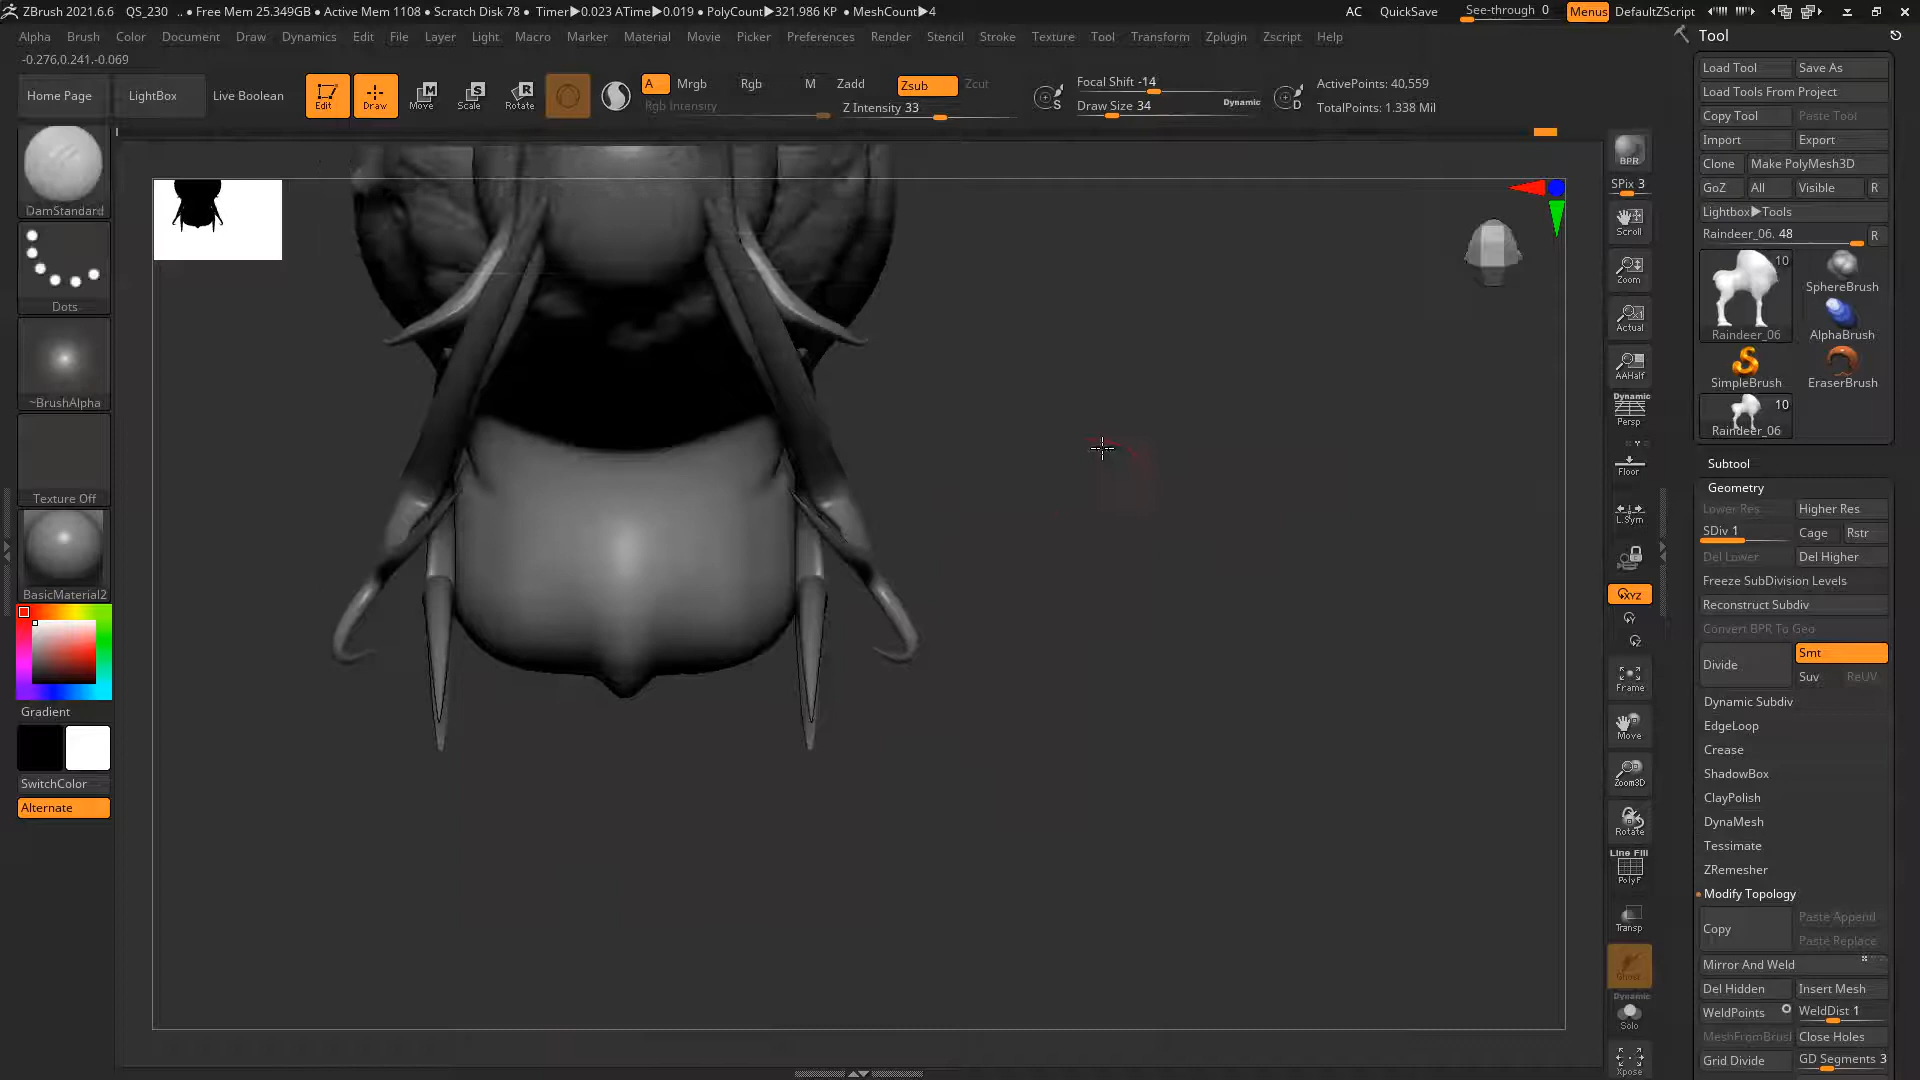 ZBrush 2021.6.6 QS_230 .. ● Free Mem 25.349GB ● Active Mem 1108 ● Scratch Disk 78 ● Timer▶0.023 ATime▶0.019 ● PolyCount▶321.986 KP ● MeshCount▶4 AC QuickSave See-through 0 Menus DefaultZScript
Alpha Brush Color Document Draw Dynamics Edit File Layer Light Macro Marker Material Movie Picker Preferences Render Stencil Stroke Texture Tool Transform Zplugin Zscript Help
-0.276,0.241,-0.069
Home Page LightBox Live Boolean Edit Draw Move Scale Rotate A Mrgb Rgb M Zadd Zsub Zcut
Rgb Intensity Z Intensity 33
S Focal Shift -14
Draw Size 34 Dynamic D
ActivePoints: 40,559
TotalPoints: 1.338 Mil
DamStandard
Dots
~BrushAlpha
Texture Off
BasicMaterial2
Gradient
SwitchColor
Alternate
BPR
SPix 3
Scroll
Zoom
Actual
AAHalf
Dynamic
Persp
Floor
L.Sym
XYZ
Y
Z
Frame
Move
Zoom3D
Rotate
Line Fill
PolyF
Transp
Ghost
Dynamic
Solo
Xpose
Tool
Load Tool Save As
Load Tools From Project
Copy Tool Paste Tool
Import Export
Clone Make PolyMesh3D
GoZ All Visible R
Lightbox▶Tools
Raindeer_06. 48 R
10
Raindeer_06
SphereBrush
AlphaBrush
SimpleBrush
EraserBrush
10
Raindeer_06
Subtool
Geometry
Lower Res Higher Res
SDiv 1 Cage Rstr
Del Lower Del Higher
Freeze SubDivision Levels
Reconstruct Subdiv
Convert BPR To Geo
Divide Smt
Suv ReUV
Dynamic Subdiv
EdgeLoop
Crease
ShadowBox
ClayPolish
DynaMesh
Tessimate
ZRemesher
Modify Topology
Copy Paste Append
Paste Replace
Mirror And Weld
Del Hidden Insert Mesh
WeldPoints WeldDist 1
MeshFromBrus Close Holes
Grid Divide GD Segments 3